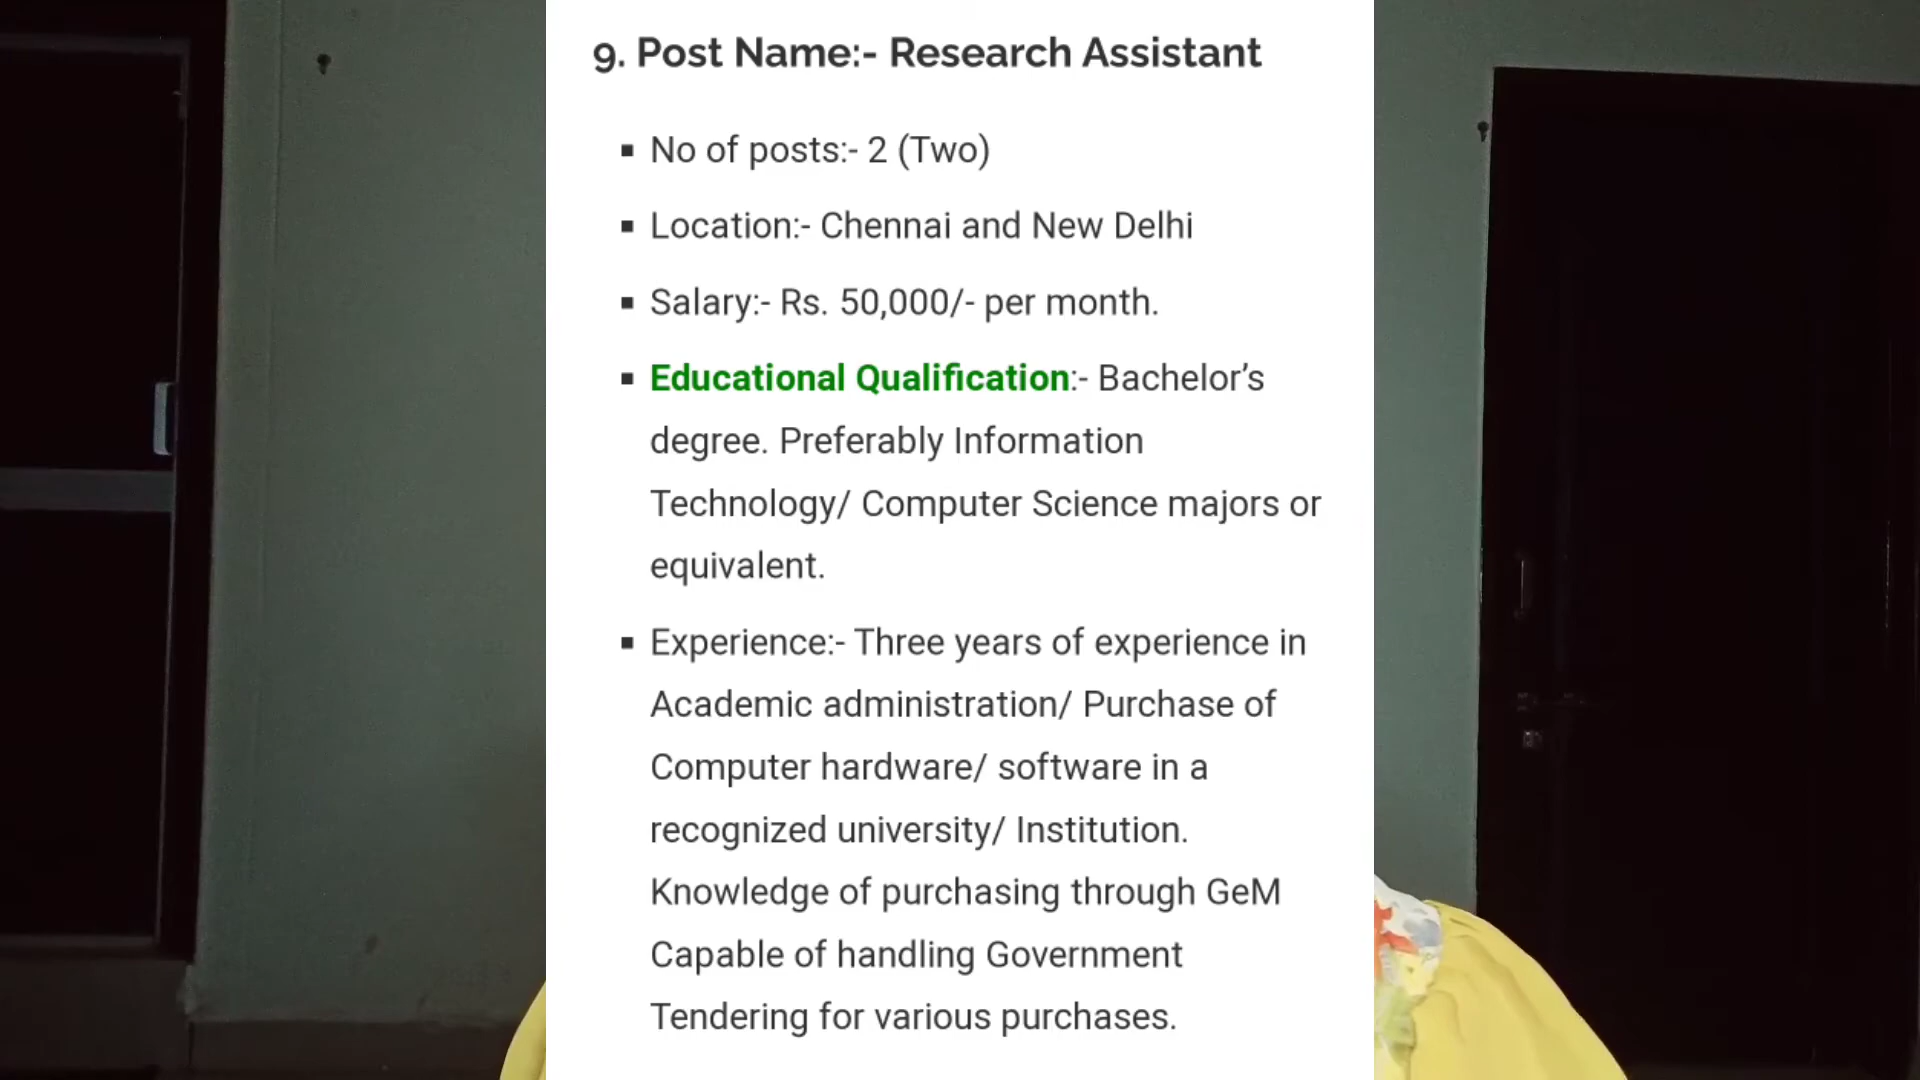 9. Post Name:- Research Assistant
▪ No of posts:- 2 (Two)
▪ Location:- Chennai and New Delhi
▪ Salary:- Rs. 50,000/- per month.
▪ Educational Qualification:- Bachelor’s
degree. Preferably Information
Technology/ Computer Science majors or
equivalent.
▪ Experience:- Three years of experience in
Academic administration/ Purchase of
Computer hardware/ software in a
recognized university/ Institution.
Knowledge of purchasing through GeM
Capable of handling Government
Tendering for various purchases.